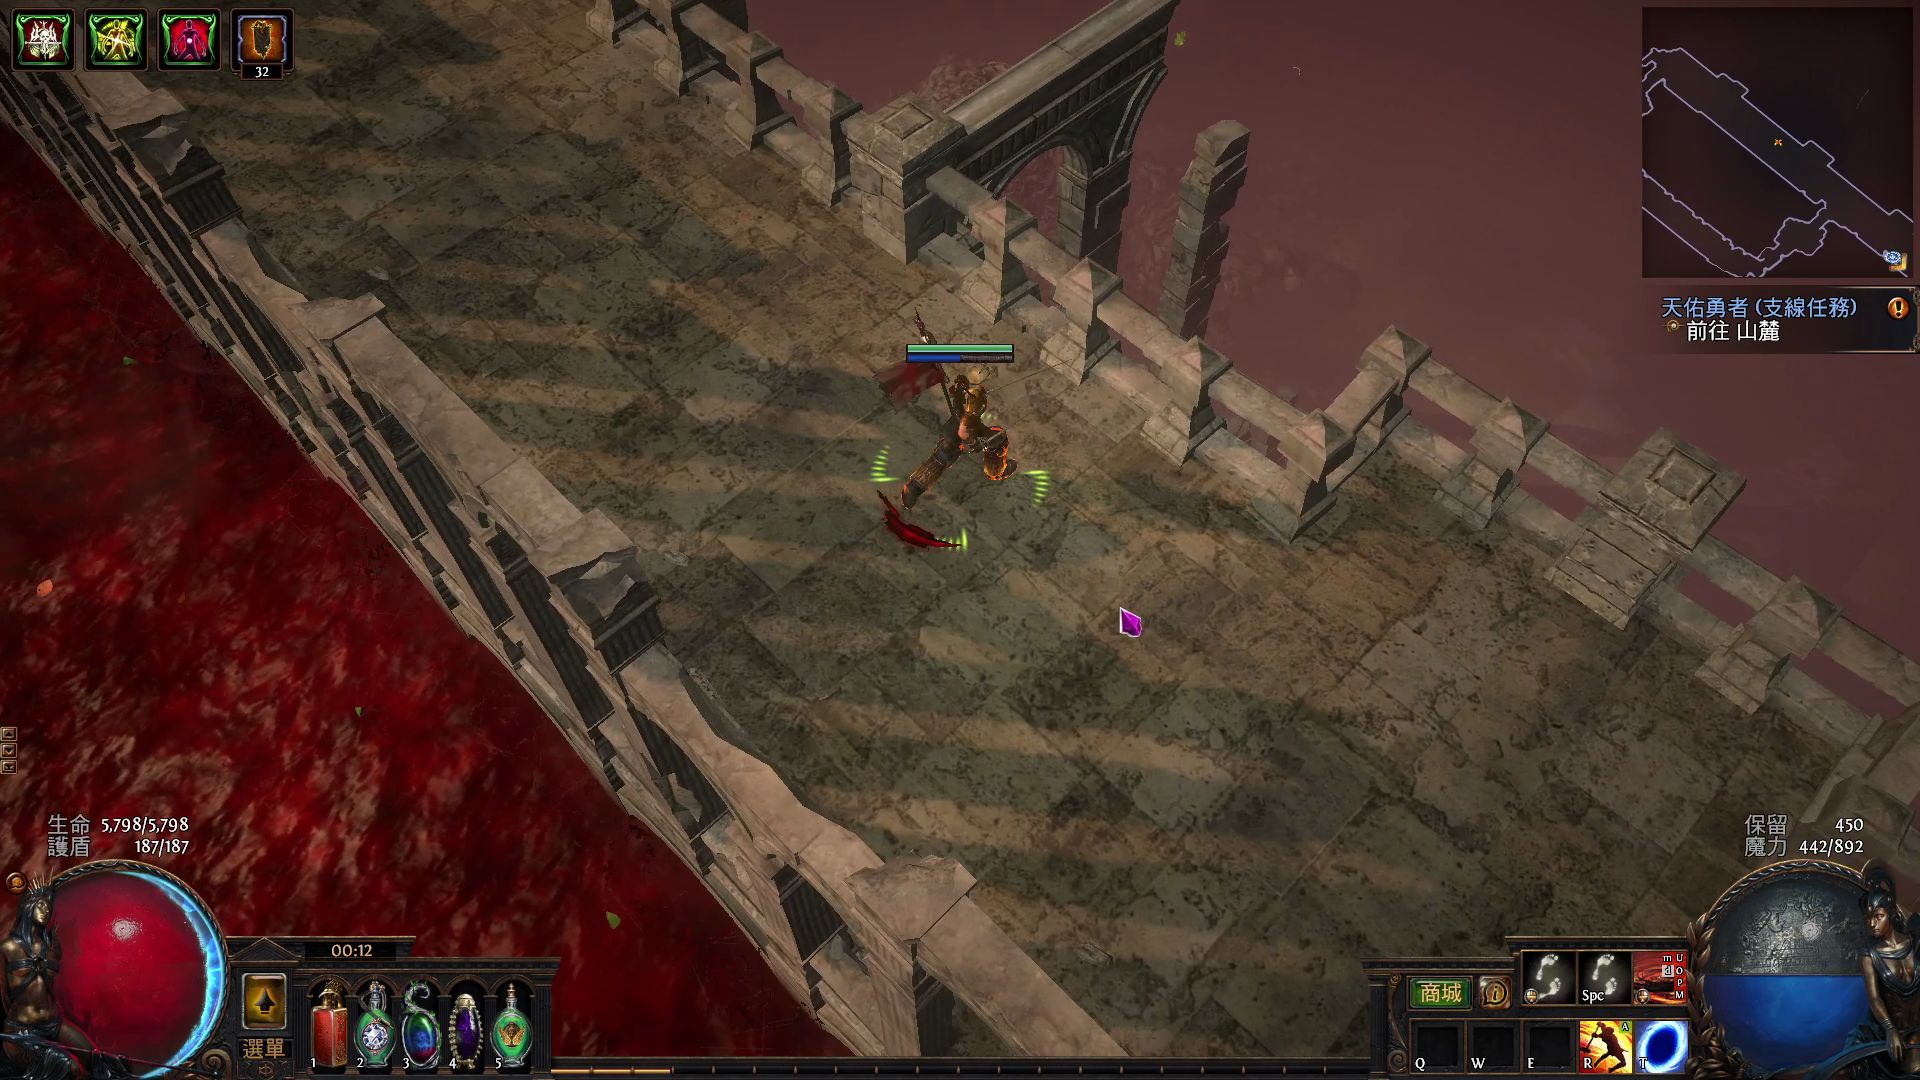 32
天佑勇者 (支線任務)
前往 山麓
生命 5,798/5,798
護盾 187/187
保留 450
魔力 442/892
00:12
選單
1 2 3 4 5
商城
Spc
m U
d O
P
M
Q W E R T
A